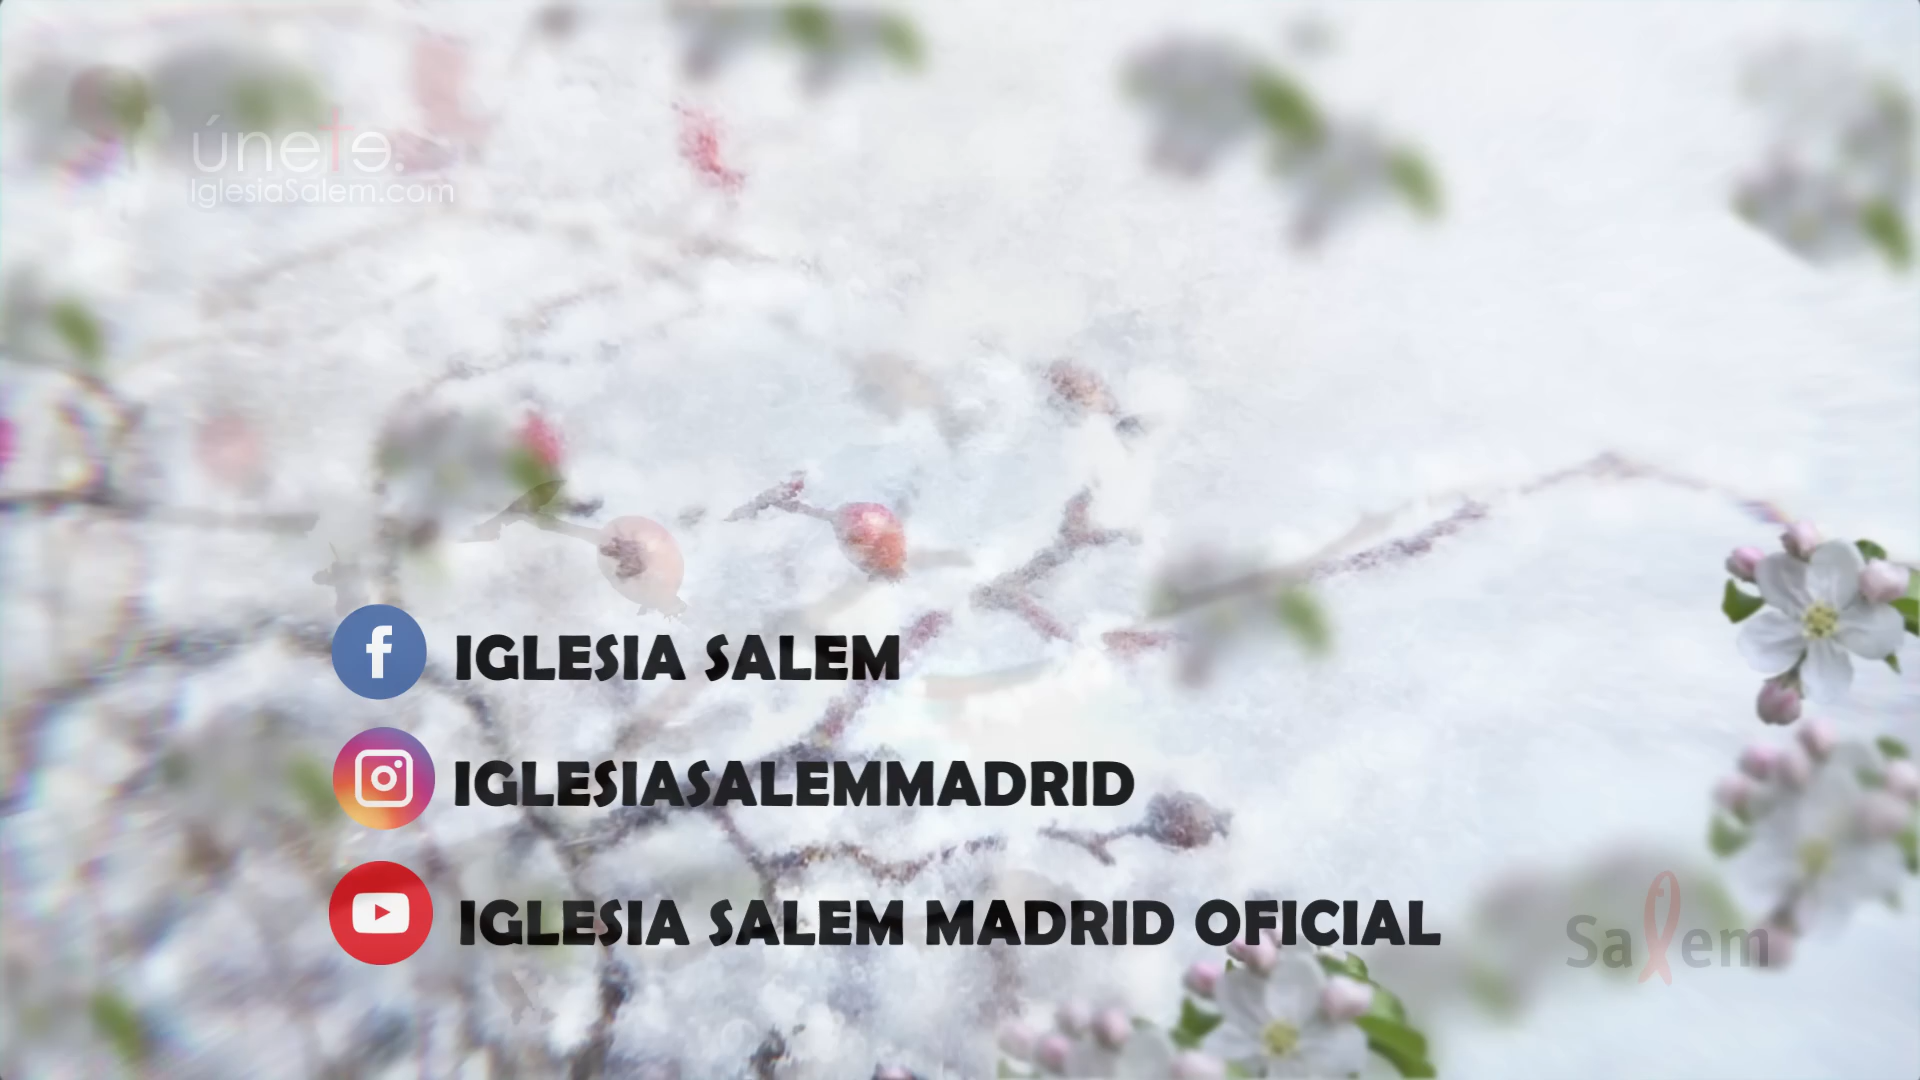 únete.
IglesiaSalem.com
IGLESIA SALEM
IGLESIASALEMMADRID
IGLESIA SALEM MADRID OFICIAL
Salem